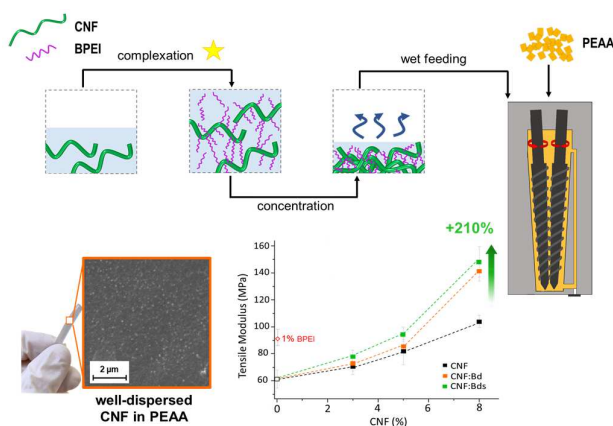 CNF
BPEI
complexation
wet feeding
PEAA
concentration
2 µm
well-dispersed
CNF in PEAA
+210%
Tensile Modulus (MPa)
160
140
120
100
80
60
1% BPEI
CNF
CNF:Bd
CNF:Bds
0
2
4
6
8
CNF (%)